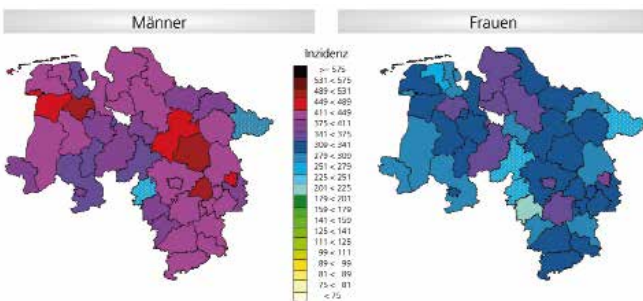 Männer
Frauen
Inzidenz
>= 575
531 < 575
489 < 531
449 < 489
411 < 449
375 < 411
341 < 375
309 < 341
279 < 309
251 < 279
225 < 251
201 < 225
179 < 201
159 < 179
141 < 159
125 < 141
111 < 125
99 < 111
89 < 99
81 < 89
75 < 81
< 75